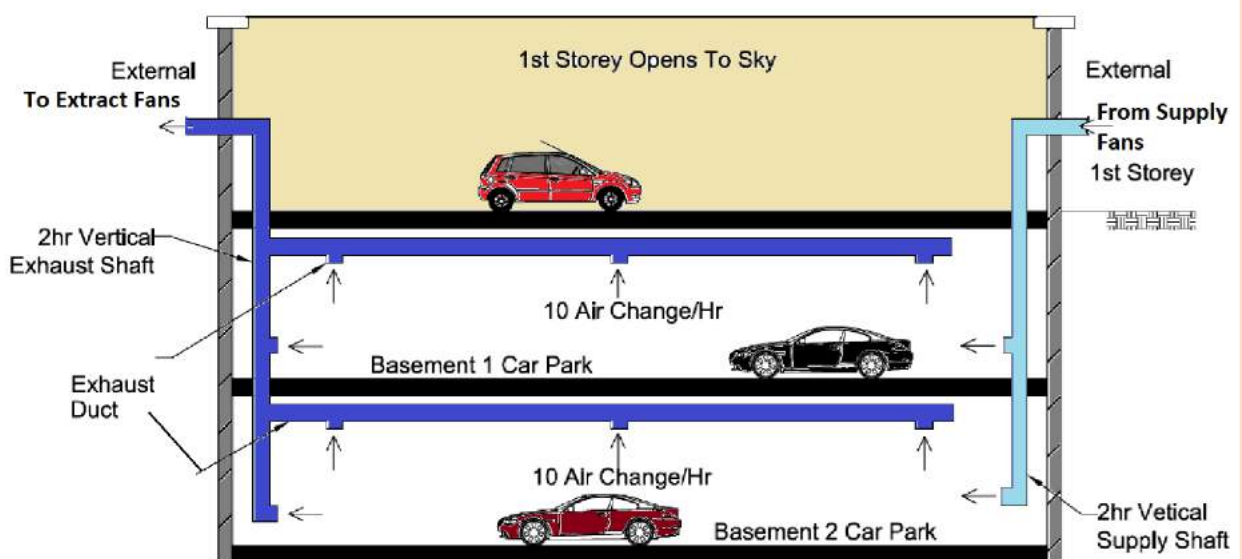 1st Storey Opens To Sky
External
To Extract Fans
External
From Supply
Fans
1st Storey
2hr Vertical
Exhaust Shaft
10 Air Change/Hr
Basement 1 Car Park
Exhaust
Duct
10 Air Change/Hr
Basement 2 Car Park
2hr Vetical
Supply Shaft